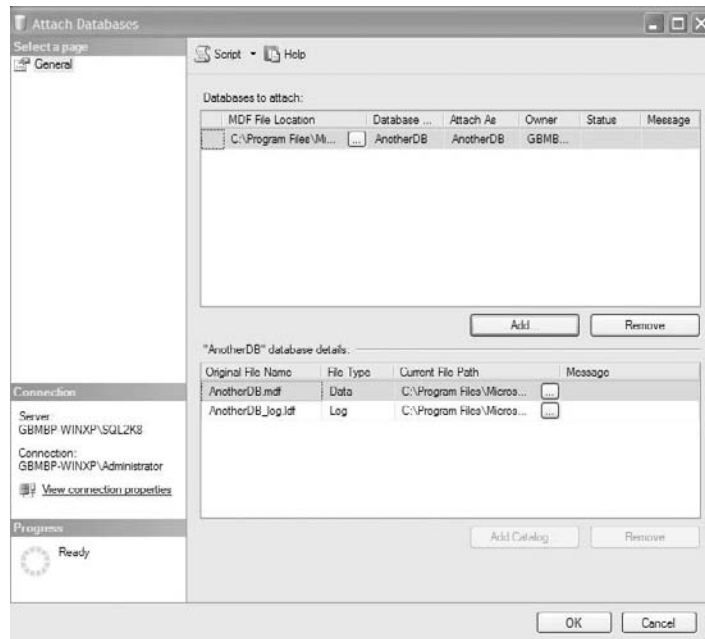 Attach Databases
Select a page
General
Script Help
Databases to attach:
MDF File Location Database ... Attach As Owner Status Message
C:\Program Files\Mi... ... AnotherDB AnotherDB GBMB...
Add... Remove
"AnotherDB" database details:
Original File Name File Type Current File Path Message
AnotherDB.mdf Data C:\Program Files\Micros... ...
AnotherDB_log.ldf Log C:\Program Files\Micros... ...
Add Catalog... Remove
Connection
Server:
GBMBP-WINXP\SQL2K8
Connection:
GBMBP-WINXP\Administrator
View connection properties
Progress
Ready
OK Cancel